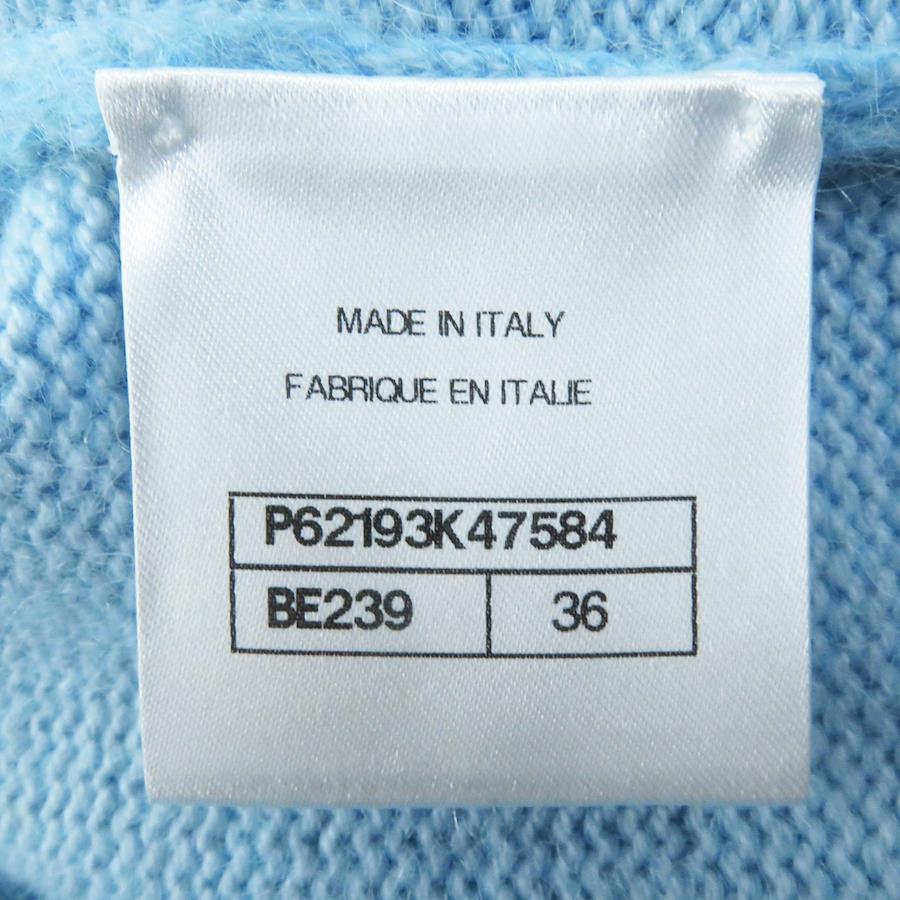 MADE IN ITALY
FABRIQUE EN ITALIE
P62193K47584
BE239 36